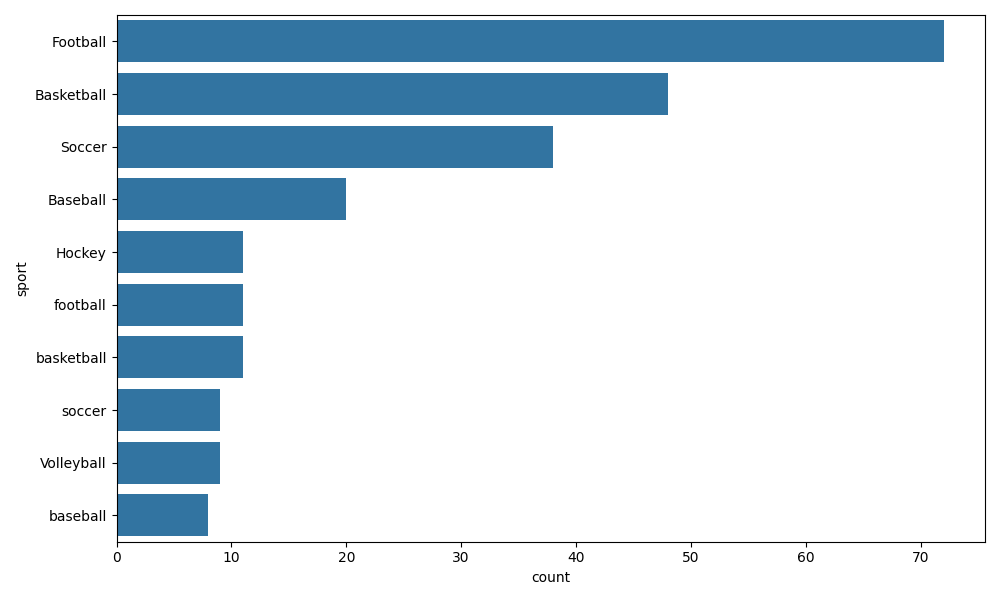 Football
Basketball
Soccer
Baseball
Hockey
football
basketball
soccer
Volleyball
baseball
sport
0 10 20 30 40 50 60 70
count